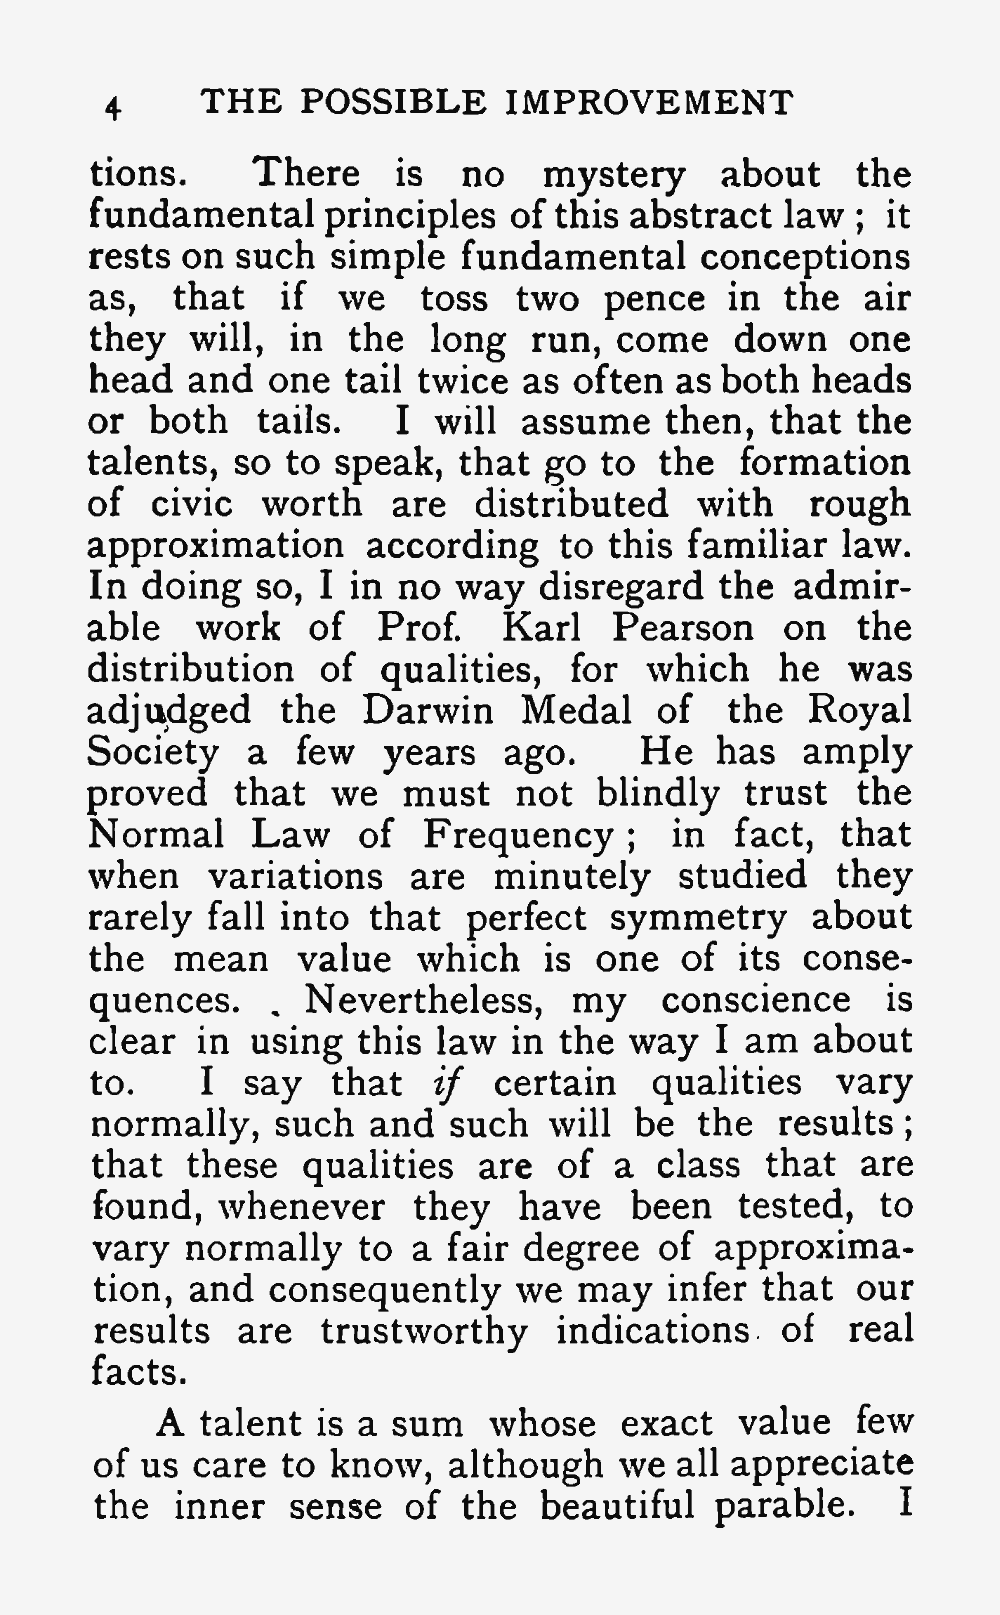 4 THE POSSIBLE IMPROVEMENT
tions. There is no mystery about the
fundamental principles of this abstract law ; it
rests on such simple fundamental conceptions
as, that if we toss two pence in the air
they will, in the long run, come down one
head and one tail twice as often as both heads
or both tails. I will assume then, that the
talents, so to speak, that go to the formation
of civic worth are distributed with rough
approximation according to this familiar law.
In doing so, I in no way disregard the admir-
able work of Prof. Karl Pearson on the
distribution of qualities, for which he was
adjudged the Darwin Medal of the Royal
Society a few years ago. He has amply
proved that we must not blindly trust the
Normal Law of Frequency ; in fact, that
when variations are minutely studied they
rarely fall into that perfect symmetry about
the mean value which is one of its conse-
quences. Nevertheless, my conscience is
clear in using this law in the way I am about
to. I say that if certain qualities vary
normally, such and such will be the results ;
that these qualities are of a class that are
found, whenever they have been tested, to
vary normally to a fair degree of approxima-
tion, and consequently we may infer that our
results are trustworthy indications of real
facts.
A talent is a sum whose exact value few
of us care to know, although we all appreciate
the inner sense of the beautiful parable. I